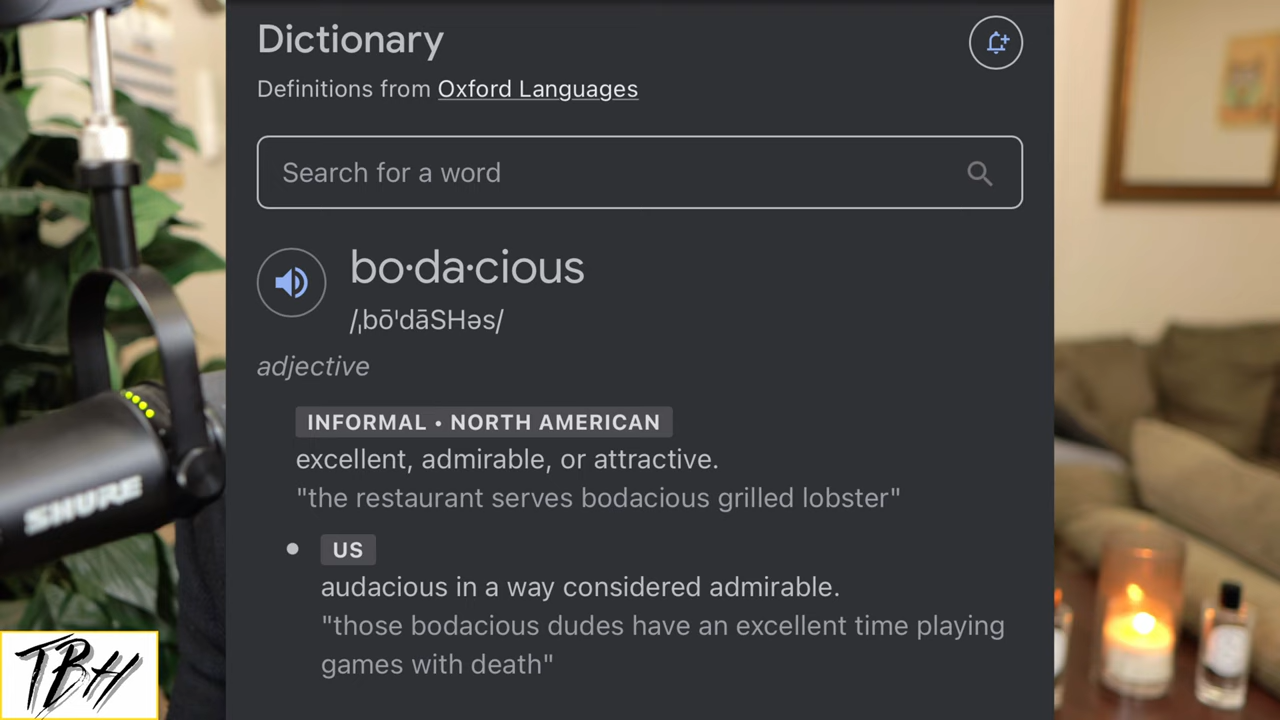 Dictionary
Definitions from Oxford Languages
Search for a word
bo·da·cious
/ˌbōˈdāSHəs/
adjective
INFORMAL • NORTH AMERICAN
excellent, admirable, or attractive.
"the restaurant serves bodacious grilled lobster"
US
audacious in a way considered admirable.
"those bodacious dudes have an excellent time playing
games with death"
SHURE
TBH